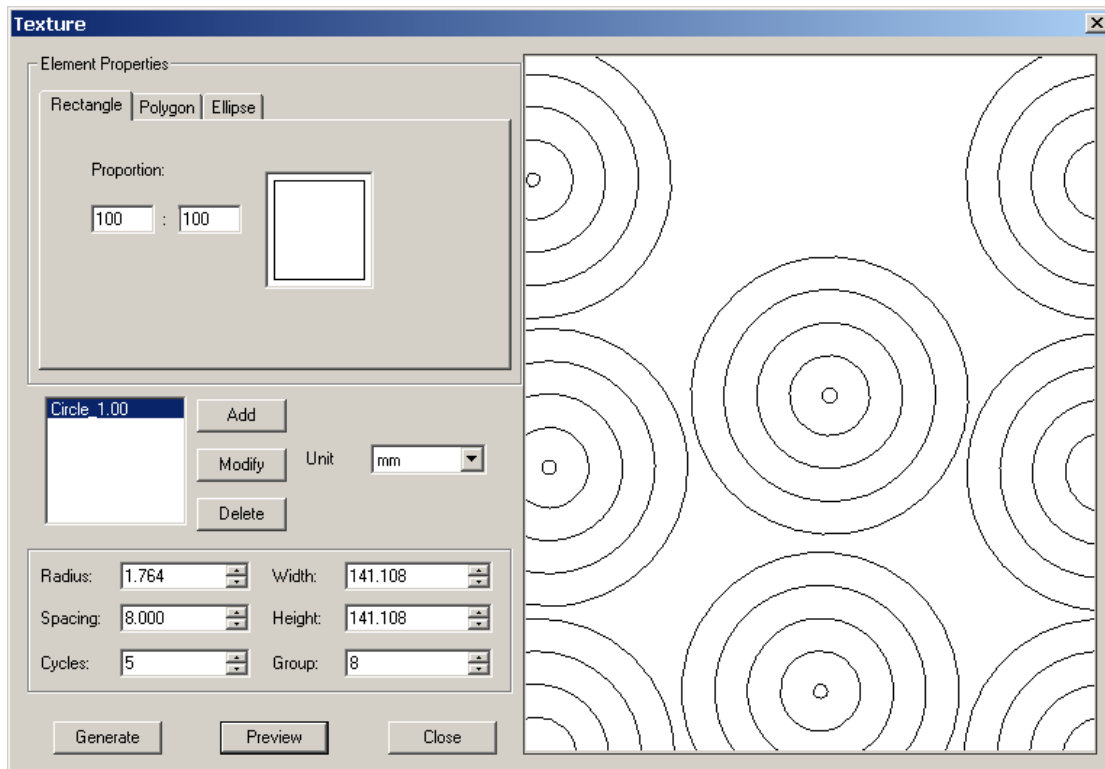 Texture
Element Properties
Rectangle Polygon Ellipse
Proportion:
100 : 100
Circle_1.00
Add
Modify
Unit mm
Delete
Radius: 1.764 Width: 141.108
Spacing: 8.000 Height: 141.108
Cycles: 5 Group: 8
Generate Preview Close